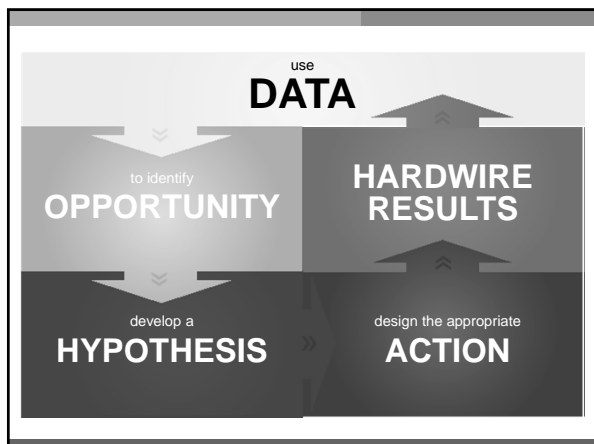 use
DATA
to identify
OPPORTUNITY
develop a
HYPOTHESIS
design the appropriate
ACTION
HARDWIRE
RESULTS